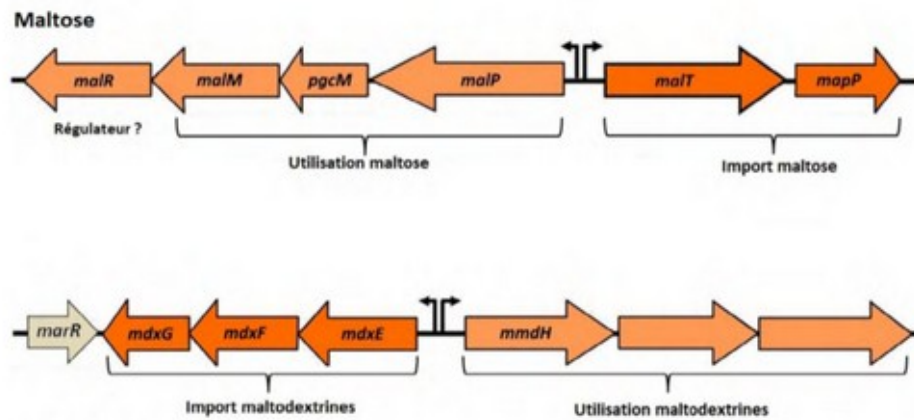 Maltose
malR malM pgcM malP malT mapP
Régulateur ?
Utilisation maltose
Import maltose
marR mdxG mdxF mdxE mmdH
Import maltodextrines
Utilisation maltodextrines